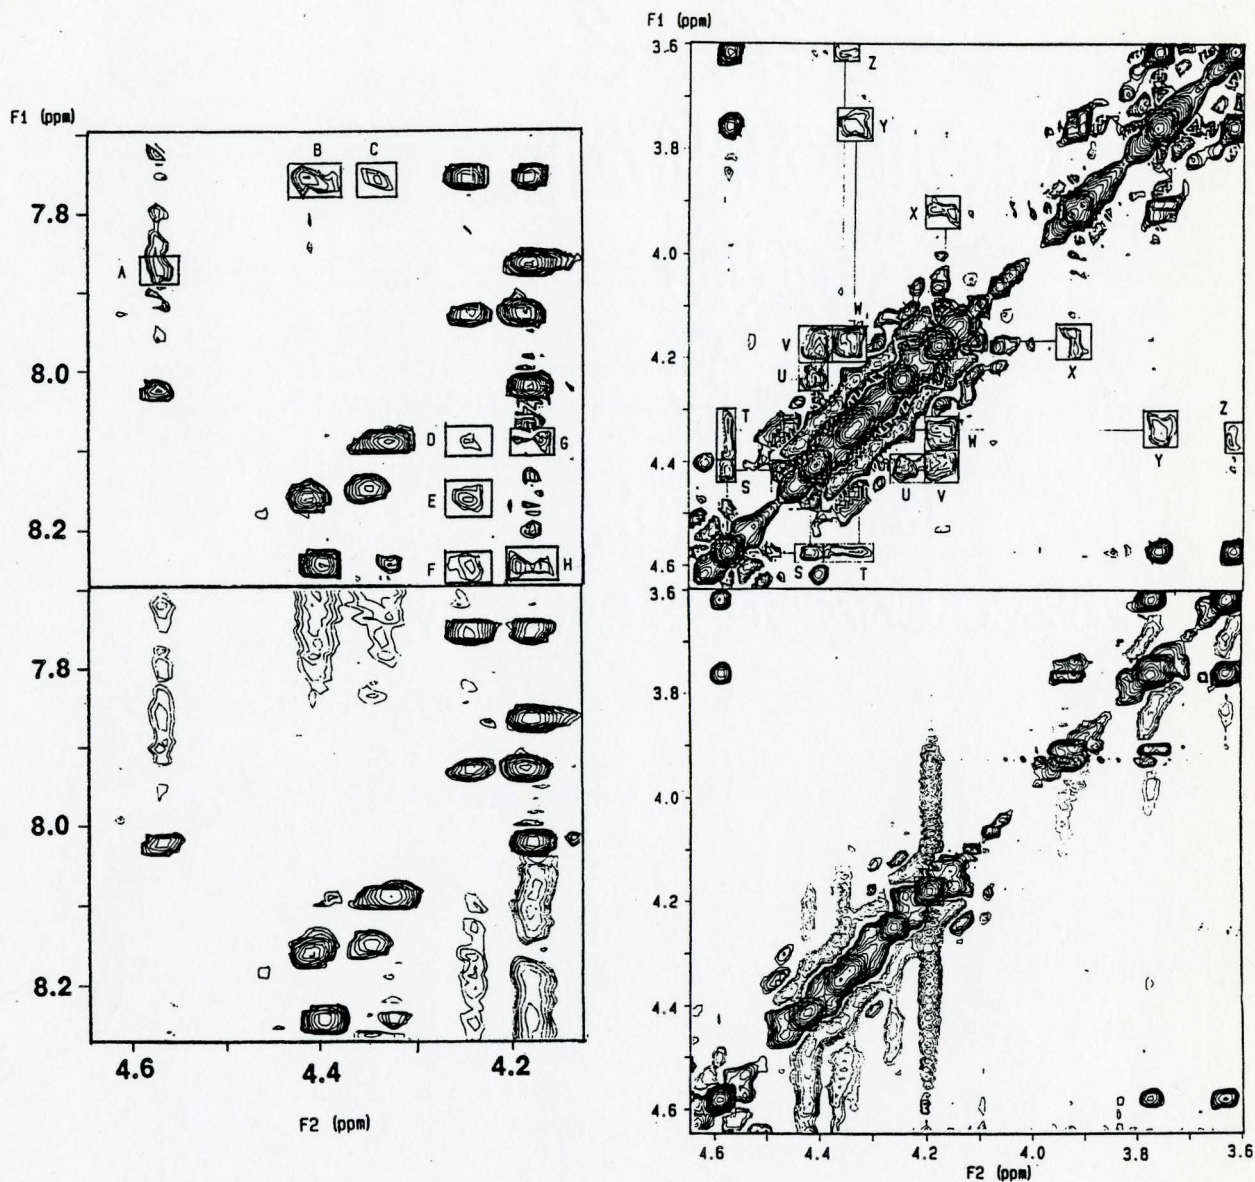 F1 (ppm)
B C
7.8
A
8.0
D G
E
8.2
F H
7.8
8.0
8.2
4.6 4.4 4.2
F2 (ppm)
F1 (ppm)
3.6
Z
Y
3.8
X
4.0
W
V
4.2
U X
T Z
W
Y
4.4
S U V
4.6
S T
3.6
3.8
4.0
4.2
4.4
4.6
4.6 4.4 4.2 4.0 3.8 3.6
F2 (ppm)